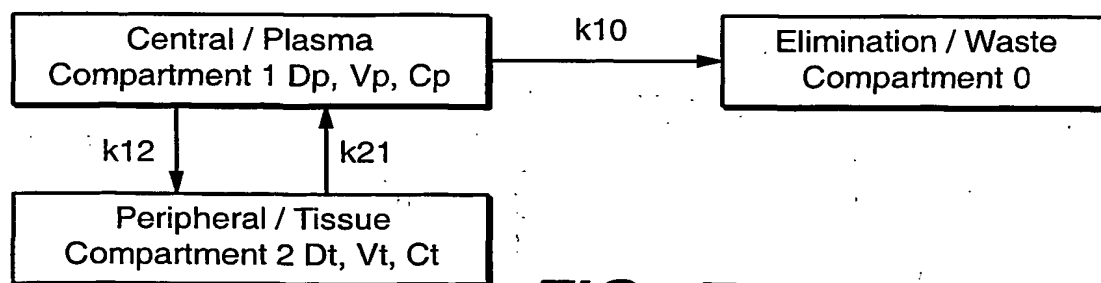 Central / Plasma
Compartment 1 Dp, Vp, Cp
k10
Elimination / Waste
Compartment 0
k12
k21
Peripheral / Tissue
Compartment 2 Dt, Vt, Ct